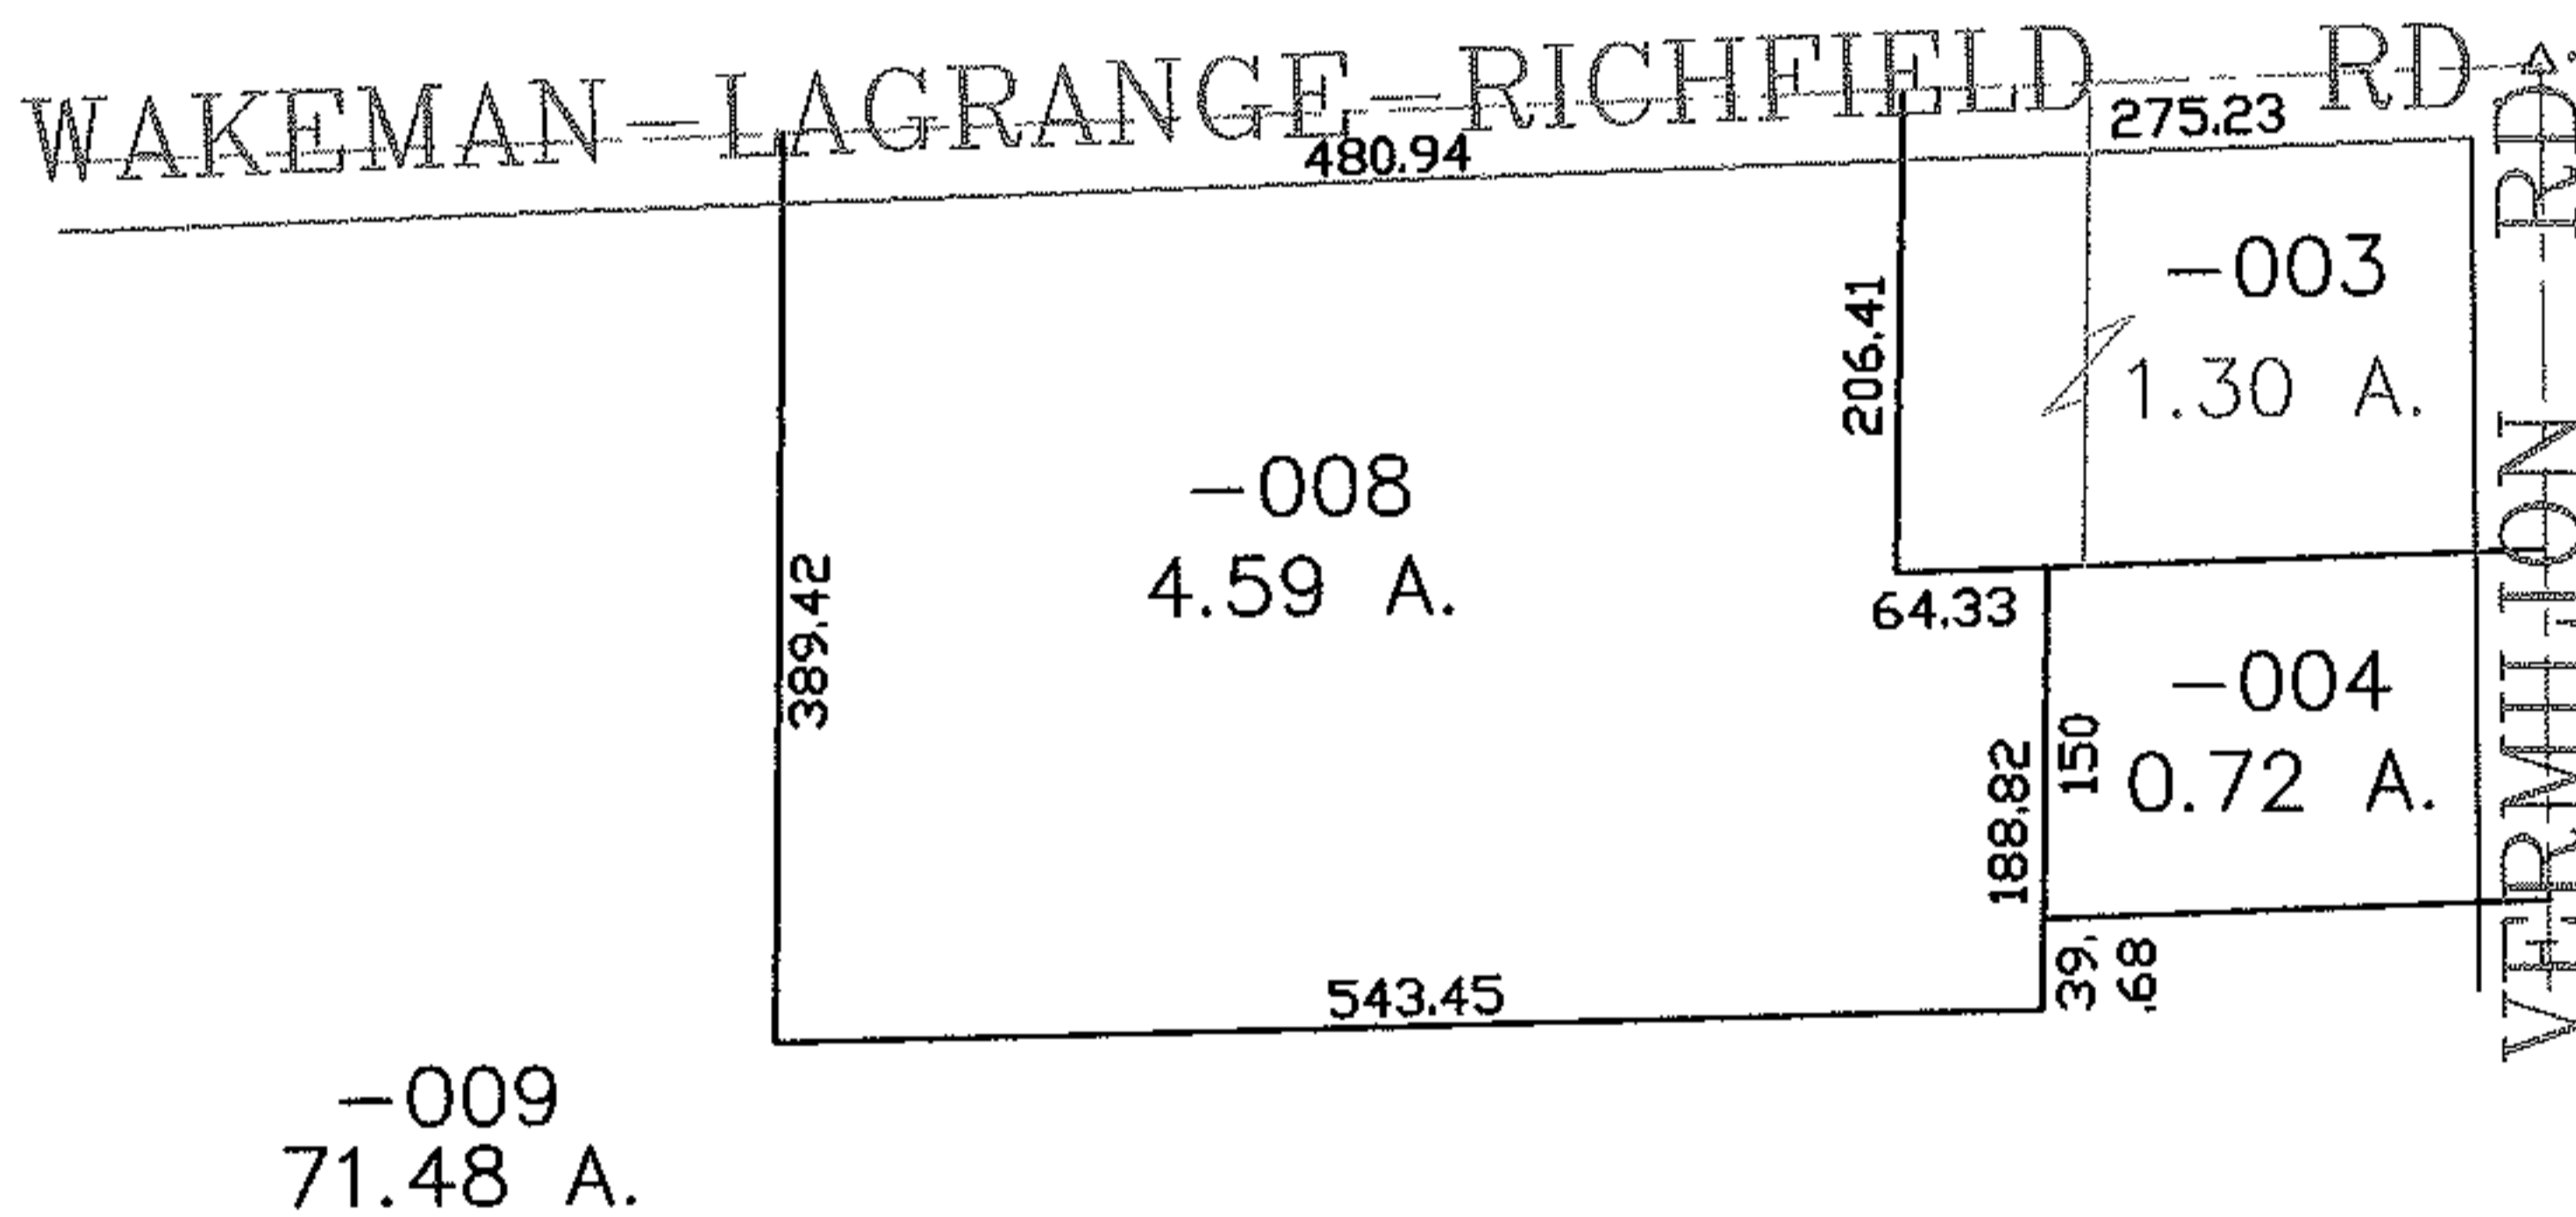 WAKEMAN-LAGRANGE-RICHFIELD RD.
480.94
275.23
-003
1.30 A.
206.41
-008
4.59 A.
389.42
64.33
-004
0.72 A.
150
188.82
39.
.68
543.45
-009
71.48 A.
VERMILION RD.